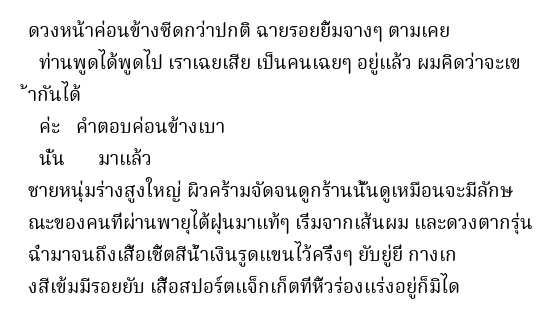 ดวงหน้าค่อนข้างซีดกว่าปกติ ฉายรอยยิ้มจางๆ ตามเคย
ท่านพูดได้พูดไป เราเฉยเสีย เป็นคนเฉยๆ อยู่แล้ว ผมคิดว่าจะเข
้ากันได้
ค่ะ คำตอบค่อนข้างเบา
นั่น มาแล้ว
ชายหนุ่มร่างสูงใหญ่ ผิวคร้ามจัดจนดูกร้านนั้นดูเหมือนจะมีลักษ
ณะของคนที่ผ่านพายุไต้ฝุ่นมาแท้ๆ เริ่มจากเส้นผม และดวงตากรุ่น
ฉ่ำมาจนถึงเสื้อเชิ้ตสีน้ำเงินรูดแขนไว้ครึ่งๆ ยับยู่ยี่ กางเก
งสีเข้มมีรอยยับ เสื้อสปอร์ตแจ็กเก็ตที่หิ้วร่องแร่งอยู่ก็มิได